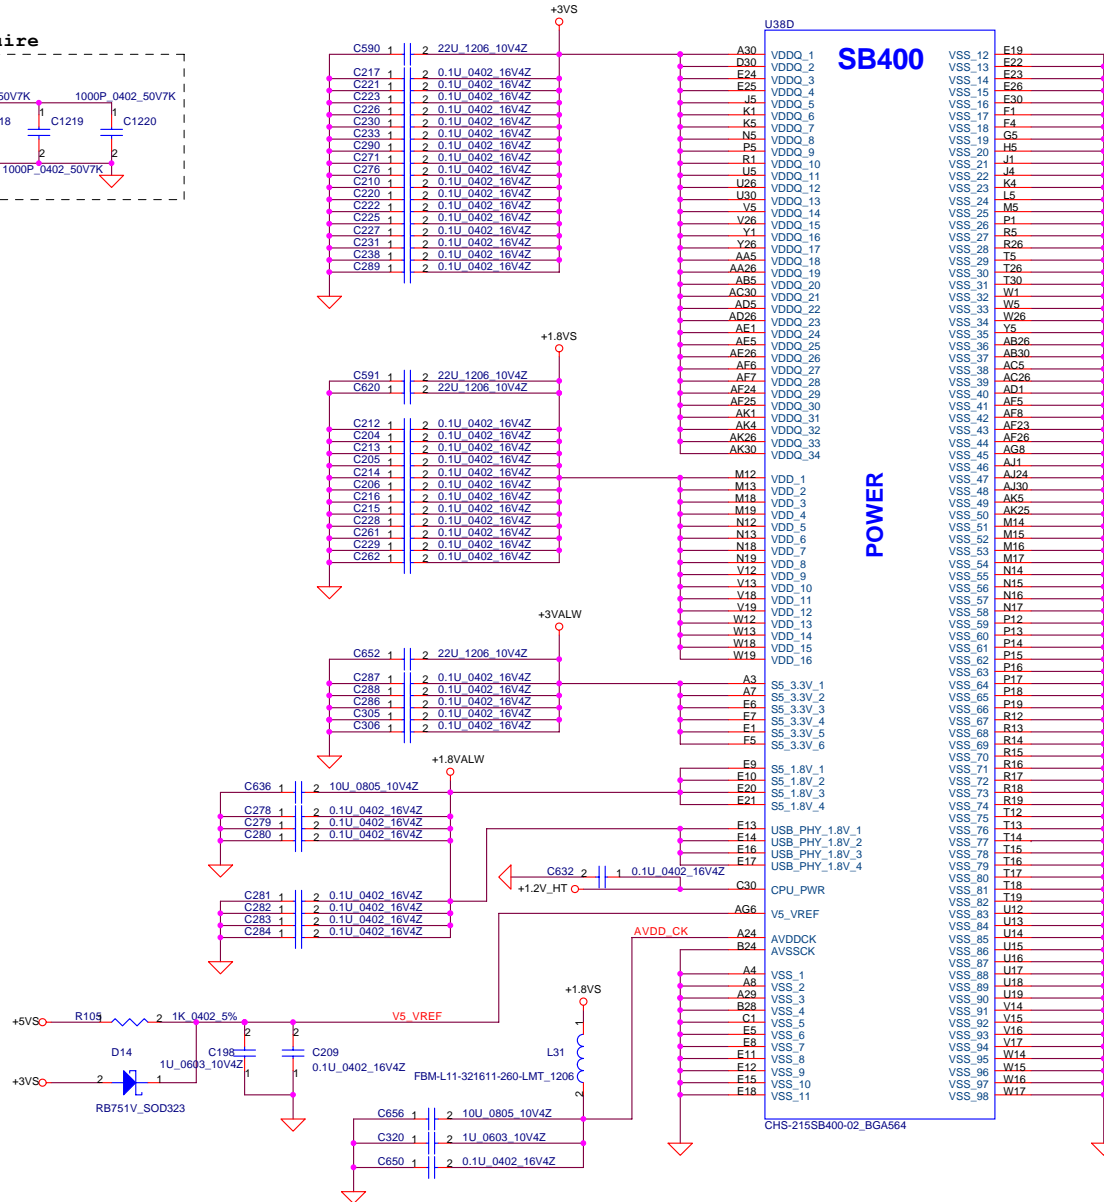 uire
50V7K
1000P_0402_50V7K
18
1
C1219
1
C1220
2
2
1000P_0402_50V7K
+3VS
C590 1 2 22U_1206_10V4Z
C217 1 2 0.1U_0402_16V4Z
C221 1 2 0.1U_0402_16V4Z
C223 1 2 0.1U_0402_16V4Z
C226 1 2 0.1U_0402_16V4Z
C230 1 2 0.1U_0402_16V4Z
C233 1 2 0.1U_0402_16V4Z
C290 1 2 0.1U_0402_16V4Z
C271 1 2 0.1U_0402_16V4Z
C276 1 2 0.1U_0402_16V4Z
C210 1 2 0.1U_0402_16V4Z
C220 1 2 0.1U_0402_16V4Z
C222 1 2 0.1U_0402_16V4Z
C225 1 2 0.1U_0402_16V4Z
C227 1 2 0.1U_0402_16V4Z
C231 1 2 0.1U_0402_16V4Z
C238 1 2 0.1U_0402_16V4Z
C289 1 2 0.1U_0402_16V4Z
+1.8VS
C591 1 2 22U_1206_10V4Z
C620 1 2 22U_1206_10V4Z
C212 1 2 0.1U_0402_16V4Z
C204 1 2 0.1U_0402_16V4Z
C213 1 2 0.1U_0402_16V4Z
C205 1 2 0.1U_0402_16V4Z
C214 1 2 0.1U_0402_16V4Z
C206 1 2 0.1U_0402_16V4Z
C216 1 2 0.1U_0402_16V4Z
C215 1 2 0.1U_0402_16V4Z
C228 1 2 0.1U_0402_16V4Z
C261 1 2 0.1U_0402_16V4Z
C229 1 2 0.1U_0402_16V4Z
C262 1 2 0.1U_0402_16V4Z
+3VALW
C652 1 2 22U_1206_10V4Z
C287 1 2 0.1U_0402_16V4Z
C288 1 2 0.1U_0402_16V4Z
C286 1 2 0.1U_0402_16V4Z
C305 1 2 0.1U_0402_16V4Z
C306 1 2 0.1U_0402_16V4Z
+1.8VALW
C636 1 2 10U_0805_10V4Z
C278 1 2 0.1U_0402_16V4Z
C279 1 2 0.1U_0402_16V4Z
C280 1 2 0.1U_0402_16V4Z
C281 1 2 0.1U_0402_16V4Z
C282 1 2 0.1U_0402_16V4Z
C283 1 2 0.1U_0402_16V4Z
C284 1 2 0.1U_0402_16V4Z
C632 2 1 0.1U_0402_16V4Z
+1.2V_HT
AVDD_CK
+5VS
R105 1 2 1K_0402_5%
V5_VREF
D14
+3VS
2 1
RB751V_SOD323
2
C198
1U_0603_10V4Z
1
2
C209
0.1U_0402_16V4Z
1
+1.8VS
1
L31
FBM-L11-321611-260-LMT_1206
2
C656 1 2 10U_0805_10V4Z
C320 1 2 1U_0603_10V4Z
C650 1 2 0.1U_0402_16V4Z
U38D
SB400
POWER
A30 VDDQ_1
D30 VDDQ_2
E24 VDDQ_3
E25 VDDQ_4
J5 VDDQ_5
K1 VDDQ_6
K5 VDDQ_7
N5 VDDQ_8
P5 VDDQ_9
R1 VDDQ_10
U5 VDDQ_11
U26 VDDQ_12
U30 VDDQ_13
V5 VDDQ_14
V26 VDDQ_15
Y1 VDDQ_16
Y26 VDDQ_17
AA5 VDDQ_18
AA26 VDDQ_19
AB5 VDDQ_20
AC30 VDDQ_21
AD5 VDDQ_22
AD26 VDDQ_23
AE1 VDDQ_24
AE5 VDDQ_25
AE26 VDDQ_26
AF6 VDDQ_27
AF7 VDDQ_28
AF24 VDDQ_29
AF25 VDDQ_30
AK1 VDDQ_31
AK4 VDDQ_32
AK26 VDDQ_33
AK30 VDDQ_34
M12 VDD_1
M13 VDD_2
M18 VDD_3
M19 VDD_4
N12 VDD_5
N13 VDD_6
N18 VDD_7
N19 VDD_8
V12 VDD_9
V13 VDD_10
V18 VDD_11
V19 VDD_12
W12 VDD_13
W13 VDD_14
W18 VDD_15
W19 VDD_16
A3 S5_3.3V_1
A7 S5_3.3V_2
E6 S5_3.3V_3
E7 S5_3.3V_4
E1 S5_3.3V_5
F5 S5_3.3V_6
E9 S5_1.8V_1
E10 S5_1.8V_2
E20 S5_1.8V_3
E21 S5_1.8V_4
E13 USB_PHY_1.8V_1
E14 USB_PHY_1.8V_2
E16 USB_PHY_1.8V_3
E17 USB_PHY_1.8V_4
C30 CPU_PWR
AG6 V5_VREF
A24 AVDDCK
B24 AVSSCK
A4 VSS_1
A8 VSS_2
A29 VSS_3
B28 VSS_4
C1 VSS_5
E5 VSS_6
E8 VSS_7
E11 VSS_8
E12 VSS_9
E15 VSS_10
E18 VSS_11
VSS_12 E19
VSS_13 E22
VSS_14 E23
VSS_15 E26
VSS_16 E30
VSS_17 F1
VSS_18 F4
VSS_19 G5
VSS_20 H5
VSS_21 J1
VSS_22 J4
VSS_23 K4
VSS_24 L5
VSS_25 M5
VSS_26 P1
VSS_27 R5
VSS_28 R26
VSS_29 T5
VSS_30 T26
VSS_31 T30
VSS_32 W1
VSS_33 W5
VSS_34 W26
VSS_35 Y5
VSS_36 AB26
VSS_37 AB30
VSS_38 AC5
VSS_39 AC26
VSS_40 AD1
VSS_41 AF5
VSS_42 AF8
VSS_43 AF23
VSS_44 AF26
VSS_45 AG8
VSS_46 AJ1
VSS_47 AJ24
VSS_48 AJ30
VSS_49 AK5
VSS_50 AK25
VSS_51 M14
VSS_52 M15
VSS_53 M16
VSS_54 M17
VSS_55 N14
VSS_56 N15
VSS_57 N16
VSS_58 N17
VSS_59 P12
VSS_60 P13
VSS_61 P14
VSS_62 P15
VSS_63 P16
VSS_64 P17
VSS_65 P18
VSS_66 P19
VSS_67 R12
VSS_68 R13
VSS_69 R14
VSS_70 R15
VSS_71 R16
VSS_72 R17
VSS_73 R18
VSS_74 R19
VSS_75 T12
VSS_76 T13
VSS_77 T14
VSS_78 T15
VSS_79 T16
VSS_80 T17
VSS_81 T18
VSS_82 T19
VSS_83 U12
VSS_84 U13
VSS_85 U14
VSS_86 U15
VSS_87 U16
VSS_88 U17
VSS_89 U18
VSS_90 U19
VSS_91 V14
VSS_92 V15
VSS_93 V16
VSS_94 V17
VSS_95 W14
VSS_96 W15
VSS_97 W16
VSS_98 W17
CHS-215SB400-02_BGA564